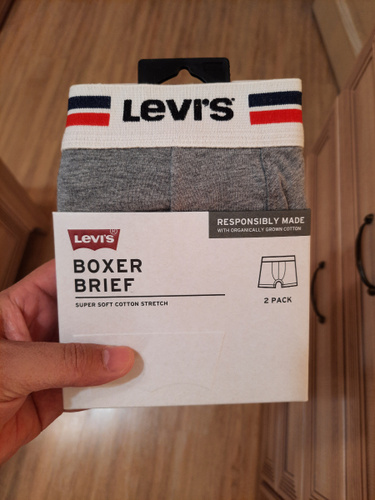 Levi's
RESPONSIBLY MADE
WITH ORGANICALLY GROWN COTTON
Levi's
BOXER
BRIEF
SUPER SOFT COTTON STRETCH
2 PACK